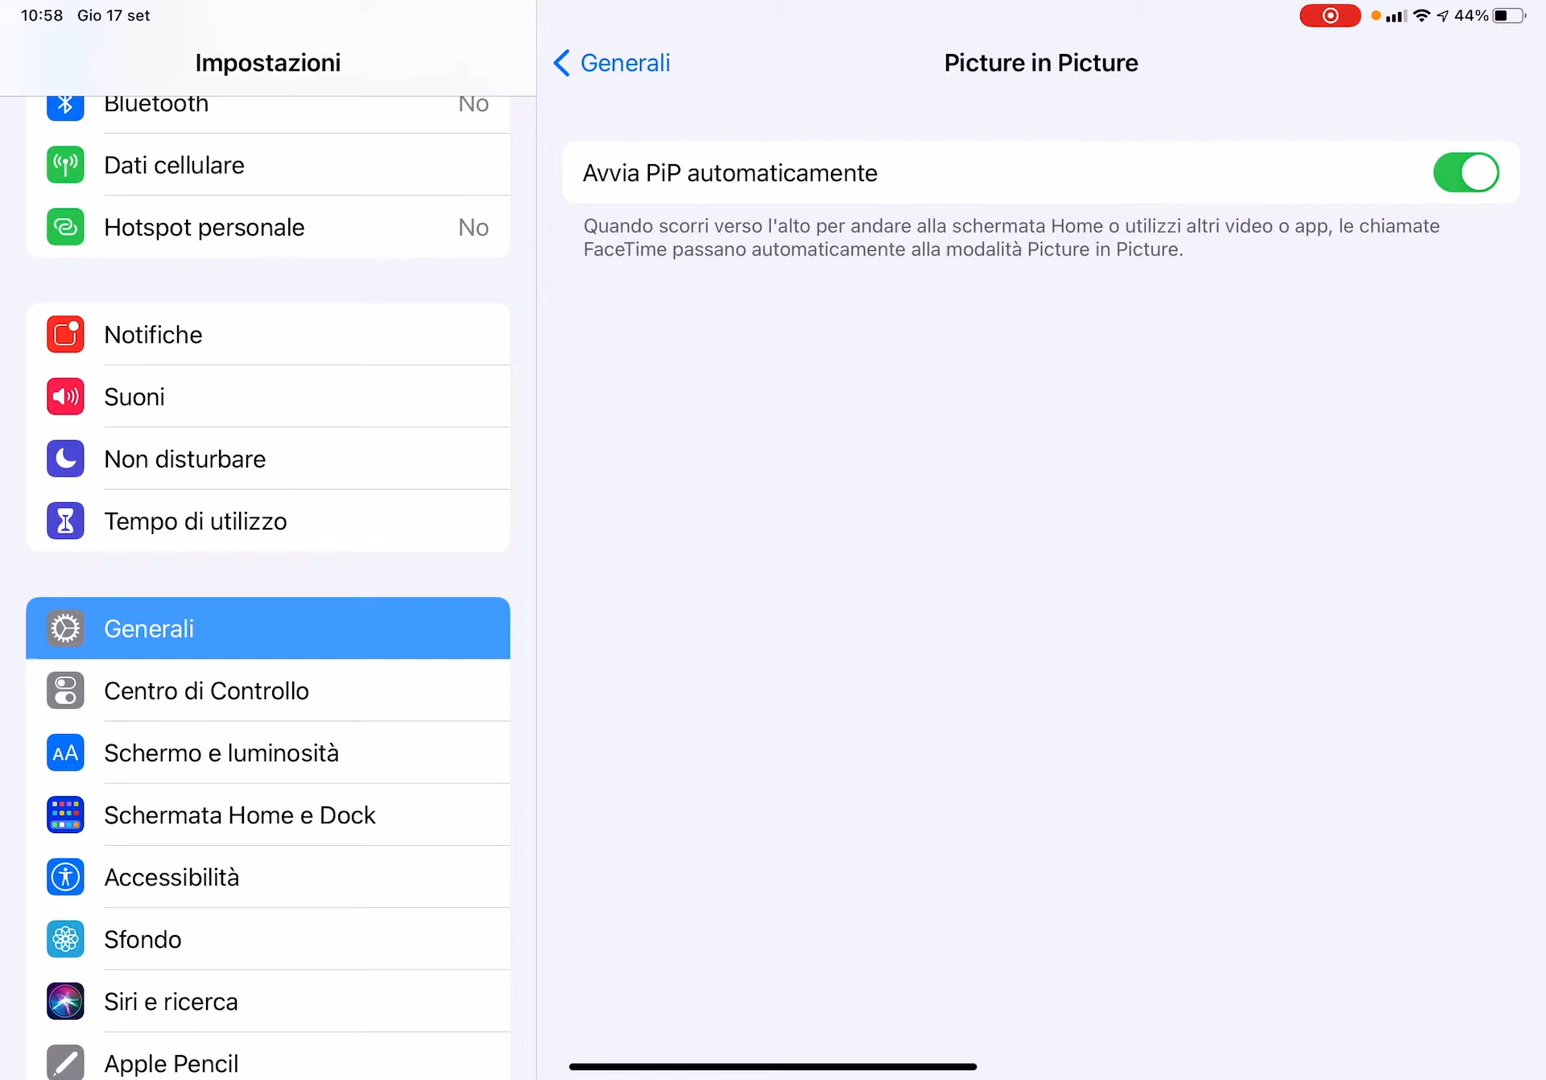 10:58 Gio 17 set
44%
Impostazioni
Bluetooth No
Dati cellulare
Hotspot personale No
Notifiche
Suoni
Non disturbare
Tempo di utilizzo
Generali
Centro di Controllo
AA Schermo e luminosità
Schermata Home e Dock
Accessibilità
Sfondo
Siri e ricerca
Apple Pencil
Generali
Picture in Picture
Avvia PiP automaticamente
Quando scorri verso l'alto per andare alla schermata Home o utilizzi altri video o app, le chiamate
FaceTime passano automaticamente alla modalità Picture in Picture.